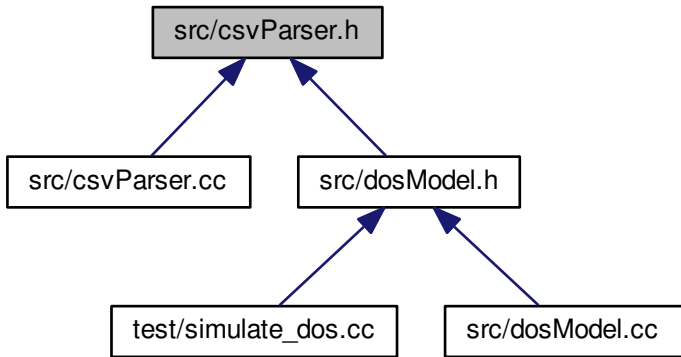 src/csvParser.h
src/csvParser.cc
src/dosModel.h
test/simulate_dos.cc
src/dosModel.cc